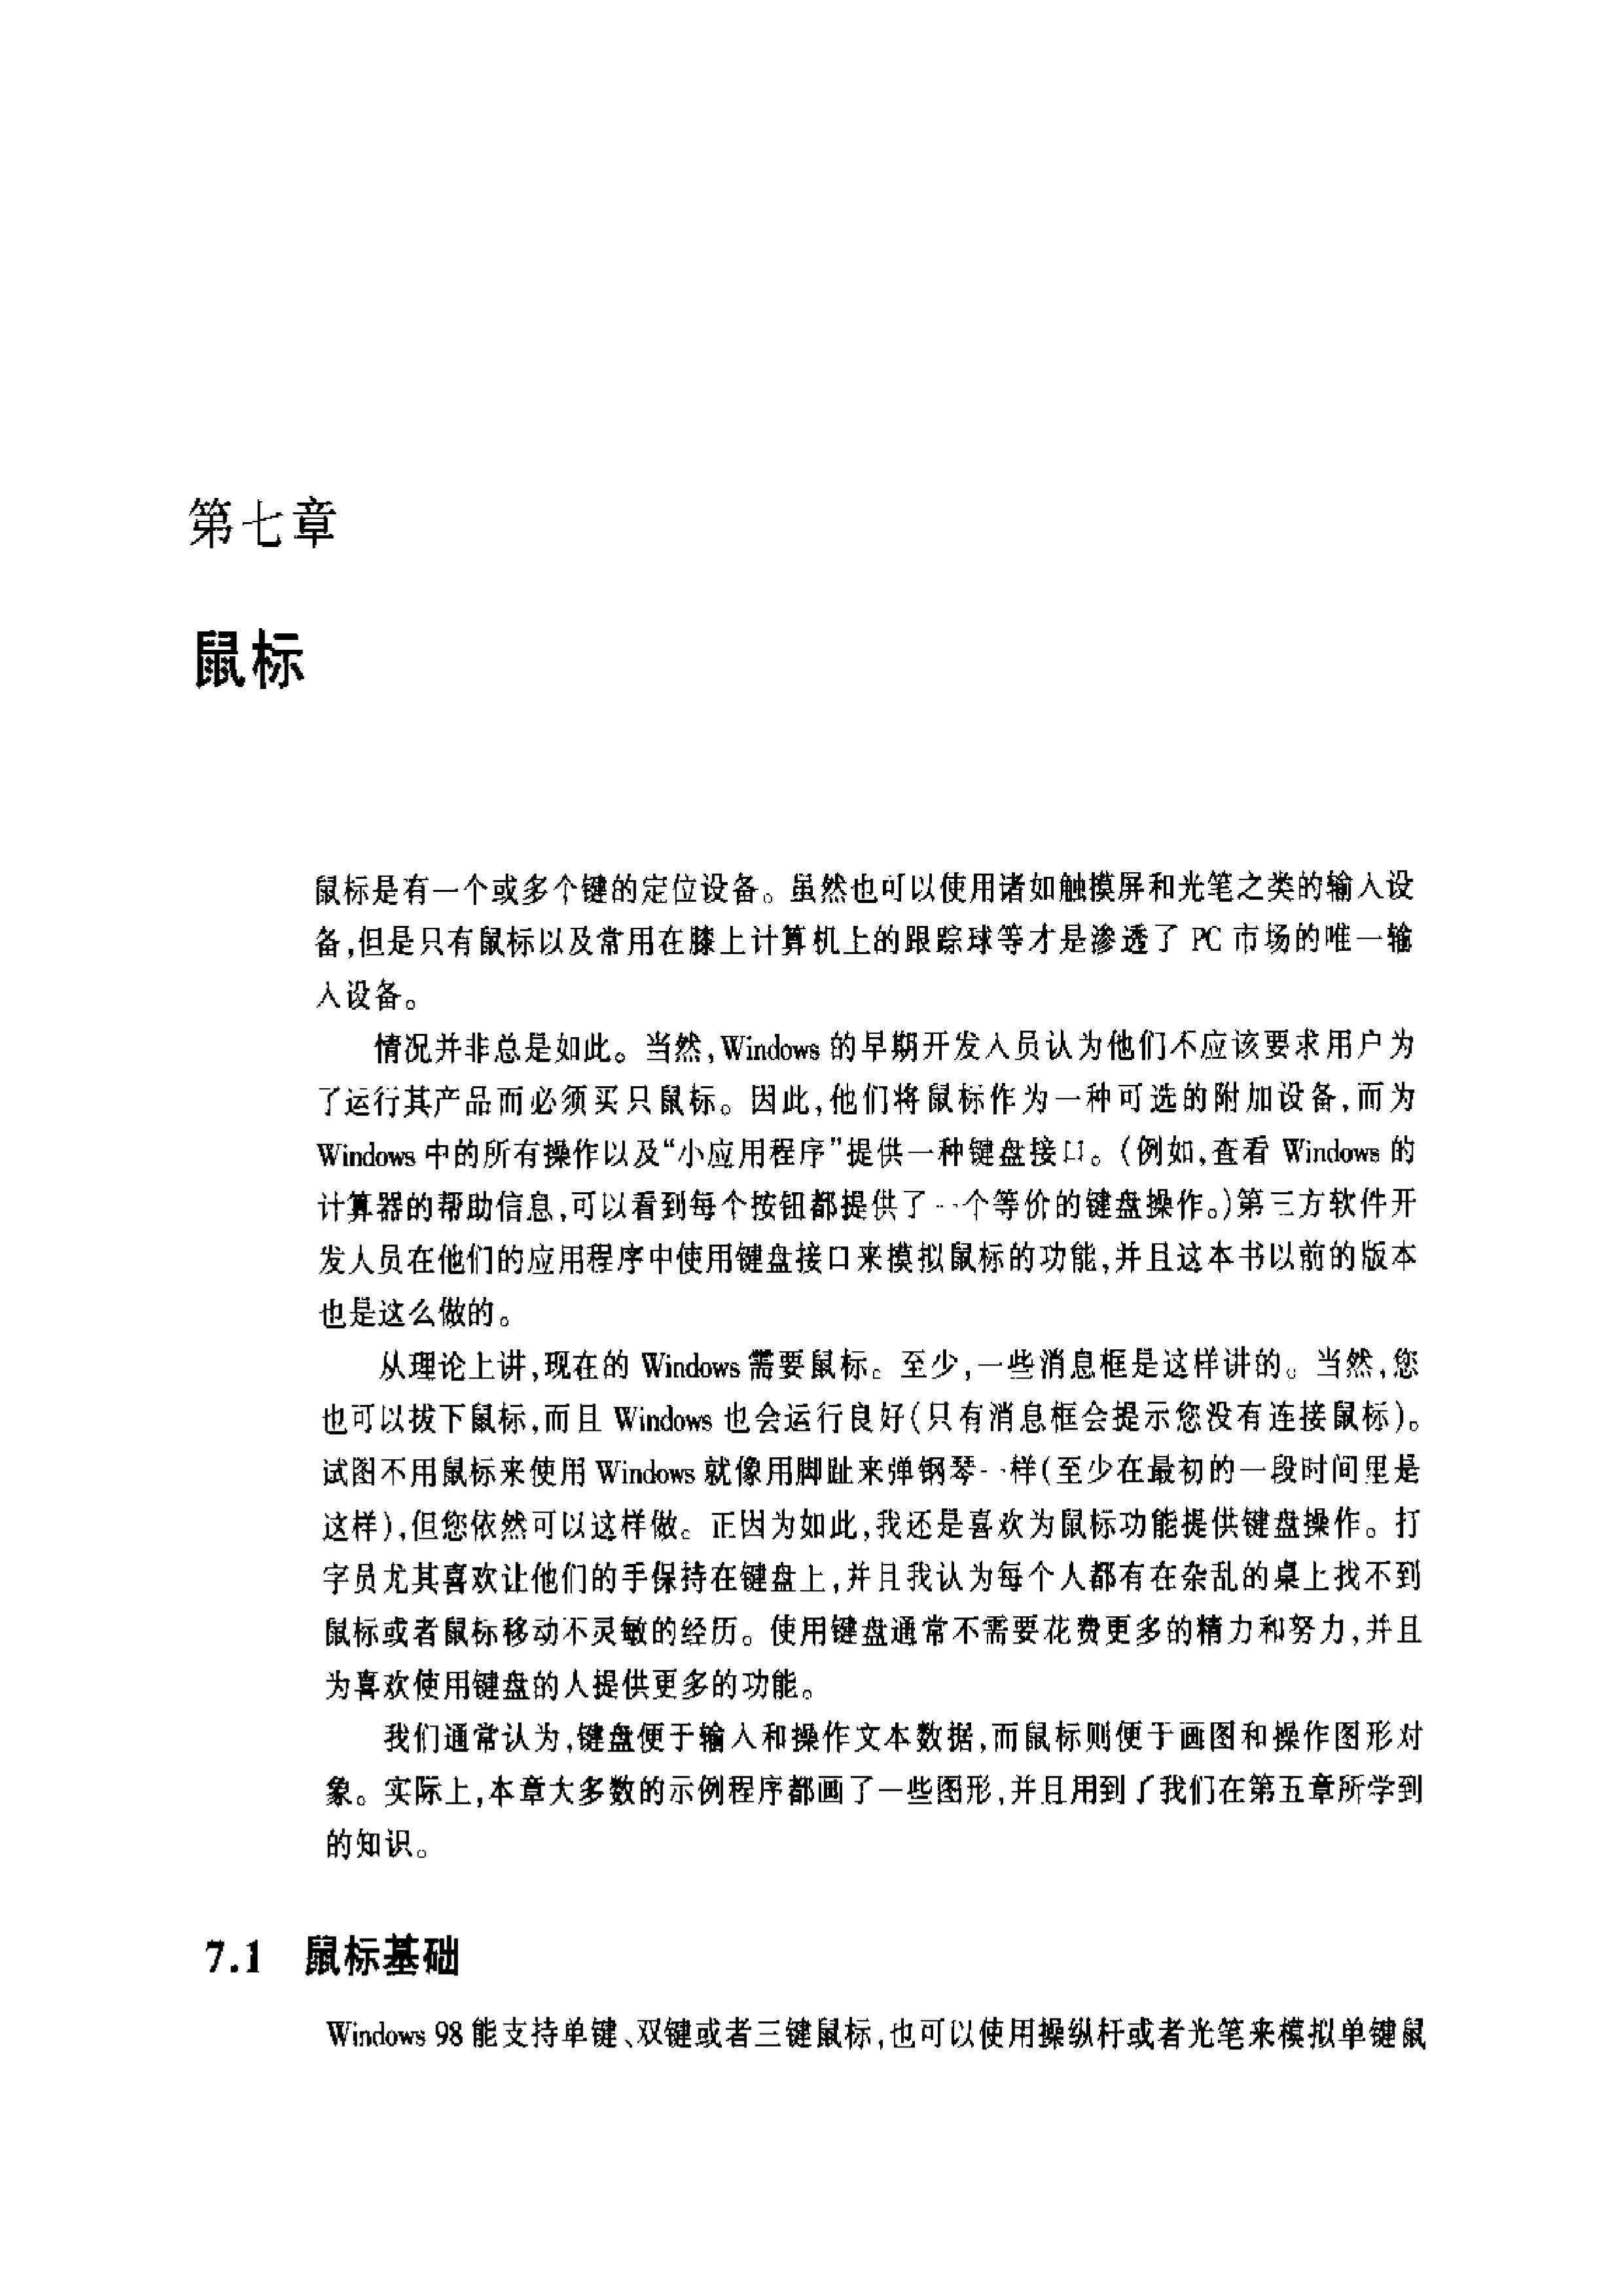 第七章
鼠标
鼠标是有一个或多个键的定位设备。虽然也可以使用诸如触摸屏和光笔之类的输入设
备,但是只有鼠标以及常用在膝上计算机上的跟踪球等才是渗透了 PC 市场的唯一输
入设备。
情况并非总是如此。当然,Windows 的早期开发人员认为他们不应该要求用户为
了运行其产品而必须买只鼠标。因此,他们将鼠标作为一种可选的附加设备,而为
Windows 中的所有操作以及“小应用程序”提供一种键盘接口。(例如,查看 Windows 的
计算器的帮助信息,可以看到每个按钮都提供了一个等价的键盘操作。)第三方软件开
发人员在他们的应用程序中使用键盘接口来模拟鼠标的功能,并且这本书以前的版本
也是这么做的。
从理论上讲,现在的 Windows 需要鼠标。至少,一些消息框是这样讲的。当然,您
也可以拔下鼠标,而且 Windows 也会运行良好(只有消息框会提示您没有连接鼠标)。
试图不用鼠标来使用 Windows 就像用脚趾来弹钢琴一样(至少在最初的一段时间里是
这样),但您依然可以这样做。正因为如此,我还是喜欢为鼠标功能提供键盘操作。打
字员尤其喜欢让他们的手保持在键盘上,并且我认为每个人都有在杂乱的桌上找不到
鼠标或者鼠标移动不灵敏的经历。使用键盘通常不需要花费更多的精力和努力,并且
为喜欢使用键盘的人提供更多的功能。
我们通常认为,键盘便于输入和操作文本数据,而鼠标则便于画图和操作图形对
象。实际上,本章大多数的示例程序都画了一些图形,并且用到了我们在第五章所学到
的知识。
7.1 鼠标基础
Windows 98 能支持单键、双键或者三键鼠标,也可以使用操纵杆或者光笔来模拟单键鼠